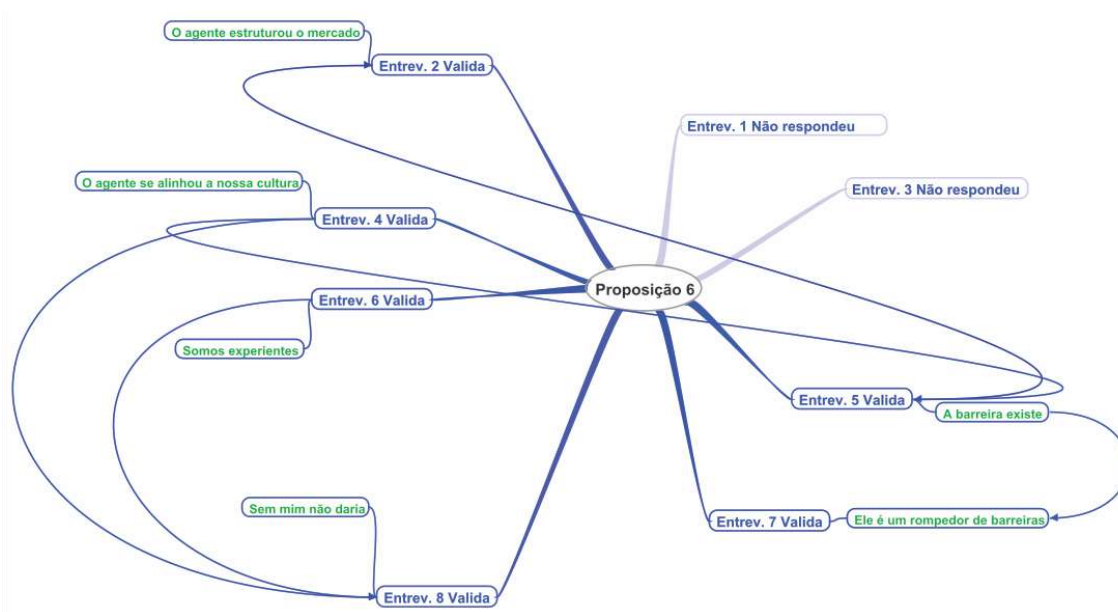 O agente estruturou o mercado
Entrev. 2 Valida
Entrev. 1 Não respondeu
O agente se alinhou a nossa cultura
Entrev. 3 Não respondeu
Entrev. 4 Valida
Proposição 6
Entrev. 6 Valida
Somos experientes
Entrev. 5 Valida
A barreira existe
Sem mim não daria
Entrev. 7 Valida
Ele é um rompedor de barreiras
Entrev. 8 Valida